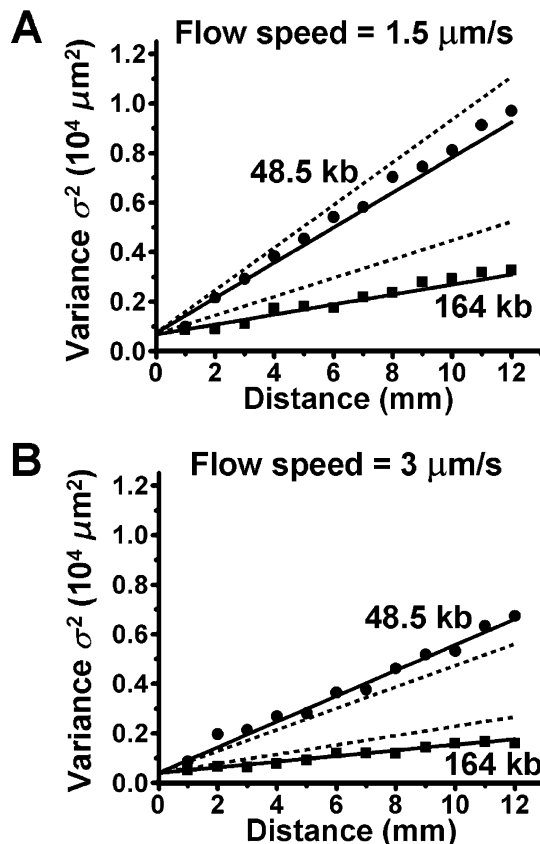 A
Flow speed = 1.5 μm/s
Variance σ² (10⁴ μm²)
1.2
1.0
0.8
0.6
0.4
0.2
0.0
48.5 kb
164 kb
0 2 4 6 8 10 12
Distance (mm)
B
Flow speed = 3 μm/s
Variance σ² (10⁴ μm²)
1.2
1.0
0.8
0.6
0.4
0.2
0.0
48.5 kb
164 kb
0 2 4 6 8 10 12
Distance (mm)